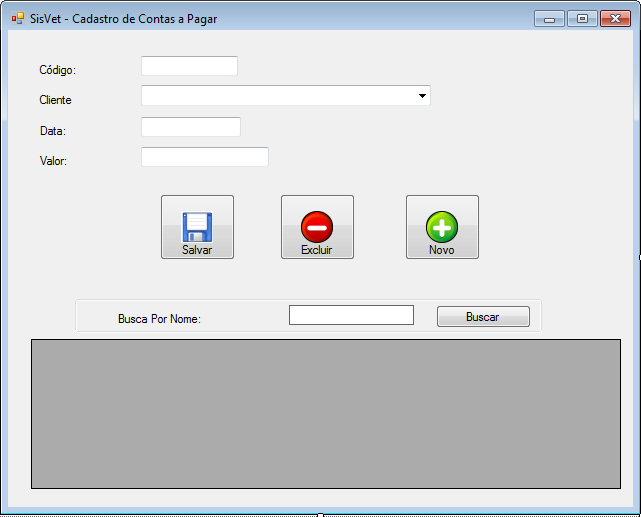 SisVet - Cadastro de Contas a Pagar
Código:
Cliente
Data:
Valor:
Salvar
Excluir
Novo
Busca Por Nome:
Buscar